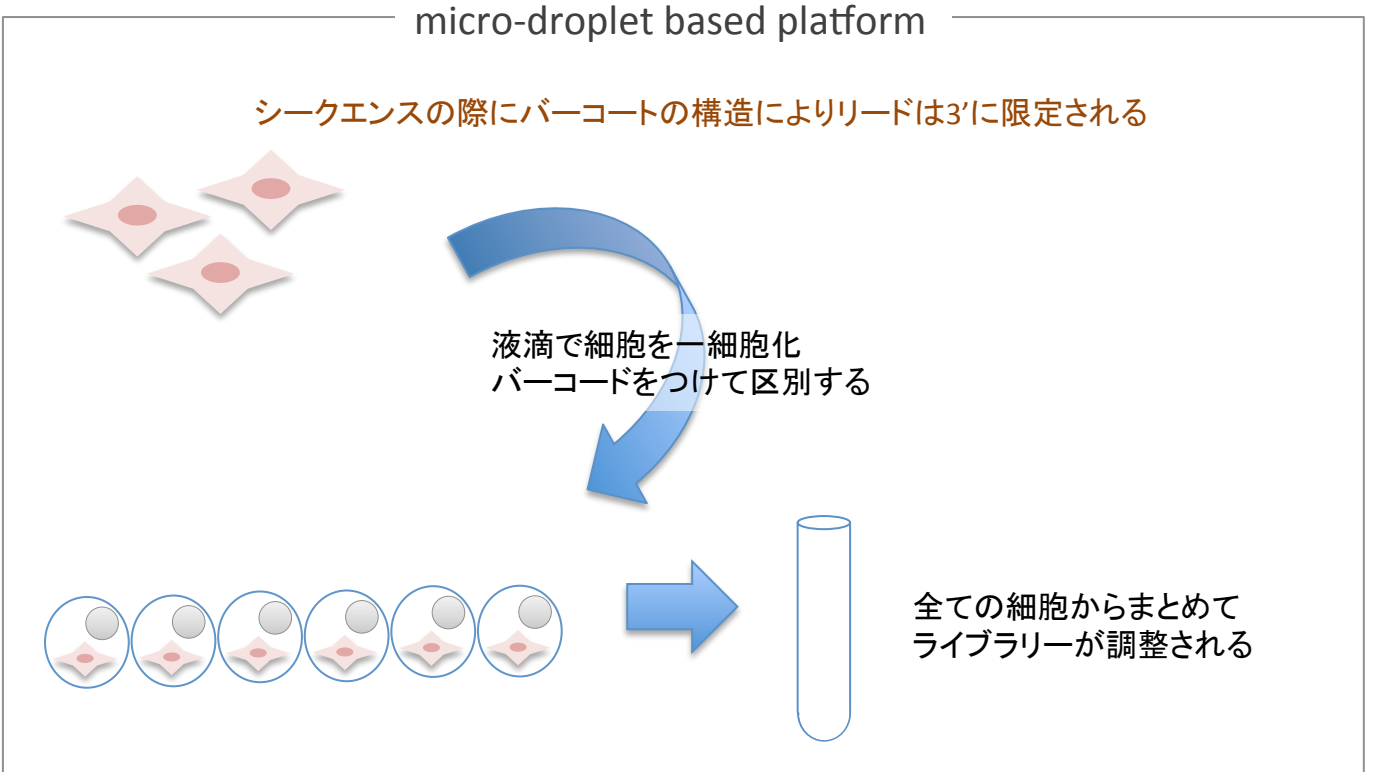 micro-droplet based platform
シークエンスの際にバーコートの構造によりリードは3’に限定される
液滴で細胞を一細胞化
バーコードをつけて区別する
全ての細胞からまとめて
ライブラリーが調整される